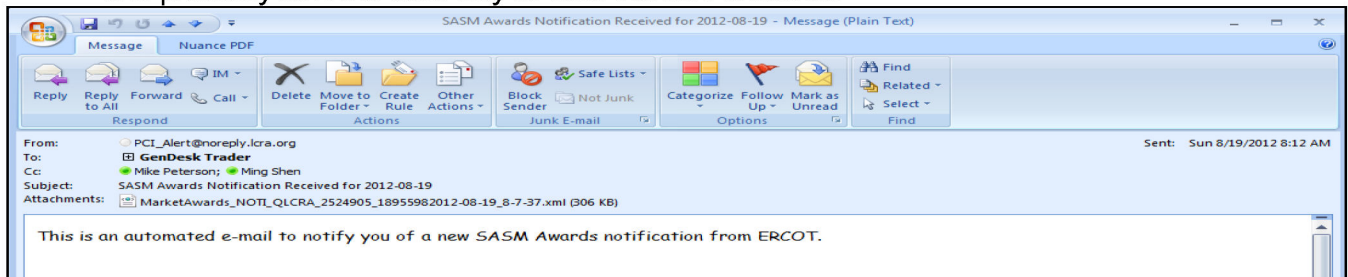 SASM Awards Notification Received for 2012-08-19 - Message (Plain Text)
Message Nuance PDF
Reply Reply to All Forward IM Call Respond
Delete Move to Folder Create Rule Other Actions Actions
Block Sender Safe Lists Not Junk Junk E-mail
Categorize Follow Up Mark as Unread Options
Find Related Select Find
From: PCI_Alert@noreply.lcra.org Sent: Sun 8/19/2012 8:12 AM
To: GenDesk Trader
Cc: Mike Peterson; Ming Shen
Subject: SASM Awards Notification Received for 2012-08-19
Attachments: MarketAwards_NOTI_QLCRA_2524905_18955982012-08-19_8-7-37.xml (306 KB)
This is an automated e-mail to notify you of a new SASM Awards notification from ERCOT.